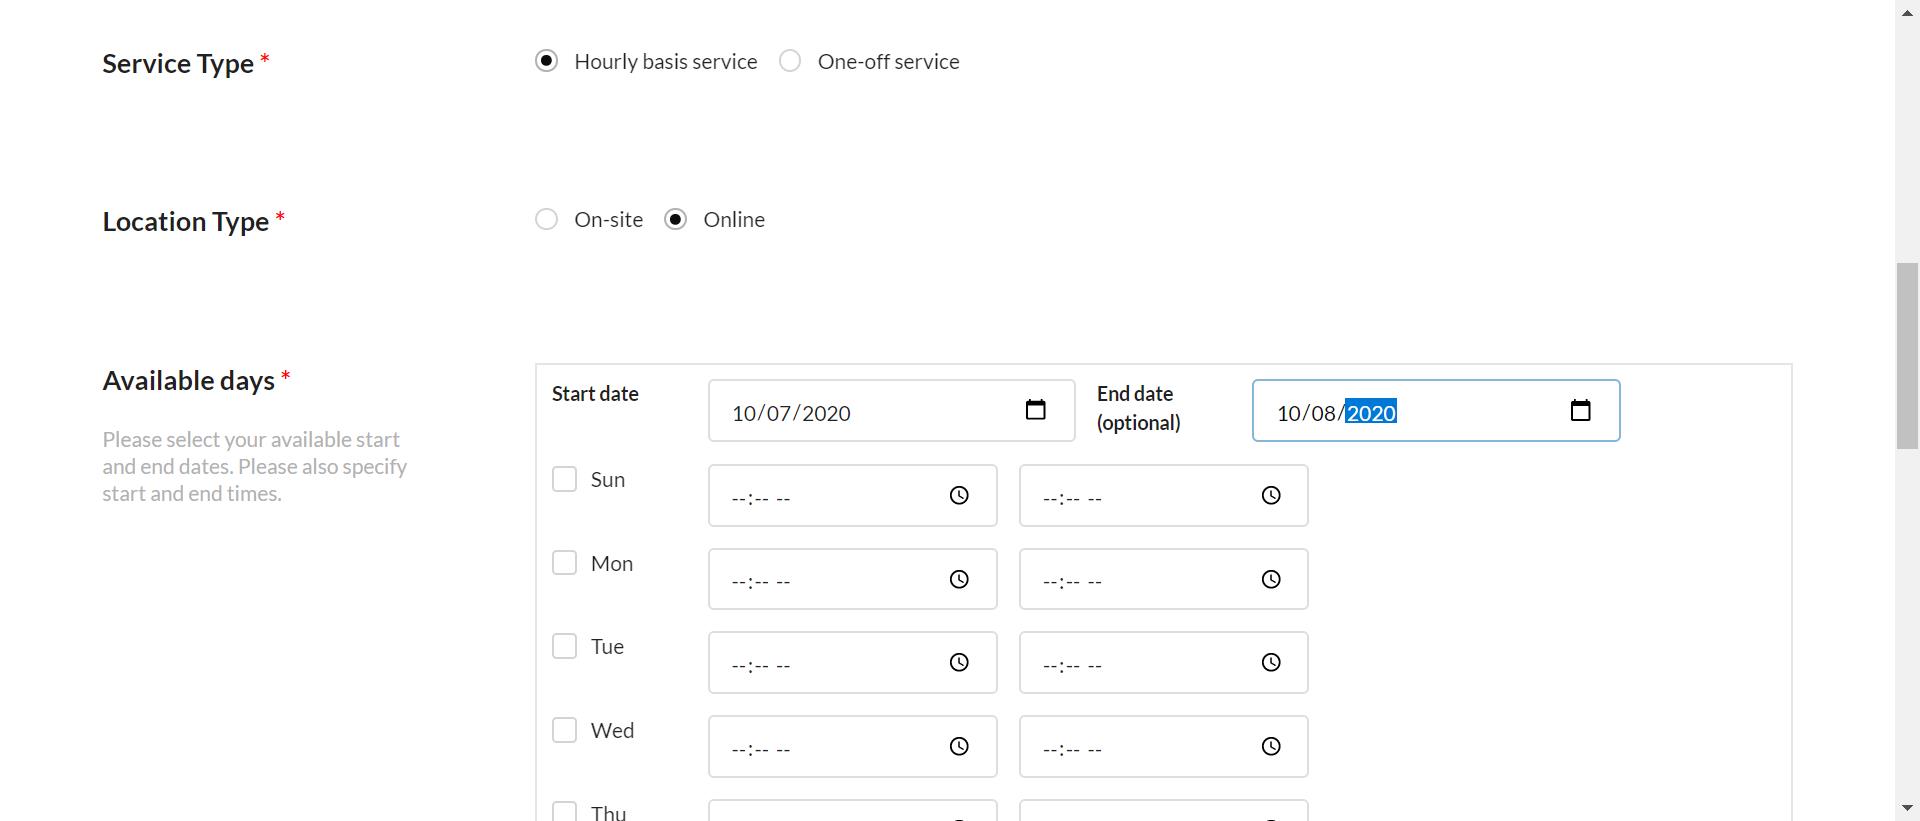 Service Type *
Hourly basis service One-off service
Location Type *
On-site Online
Available days *
Please select your available start
and end dates. Please also specify
start and end times.
Start date 10/07/2020 End date
(optional) 10/08/2020
Sun --:-- -- --:-- --
Mon --:-- -- --:-- --
Tue --:-- -- --:-- --
Wed --:-- -- --:-- --
Thu